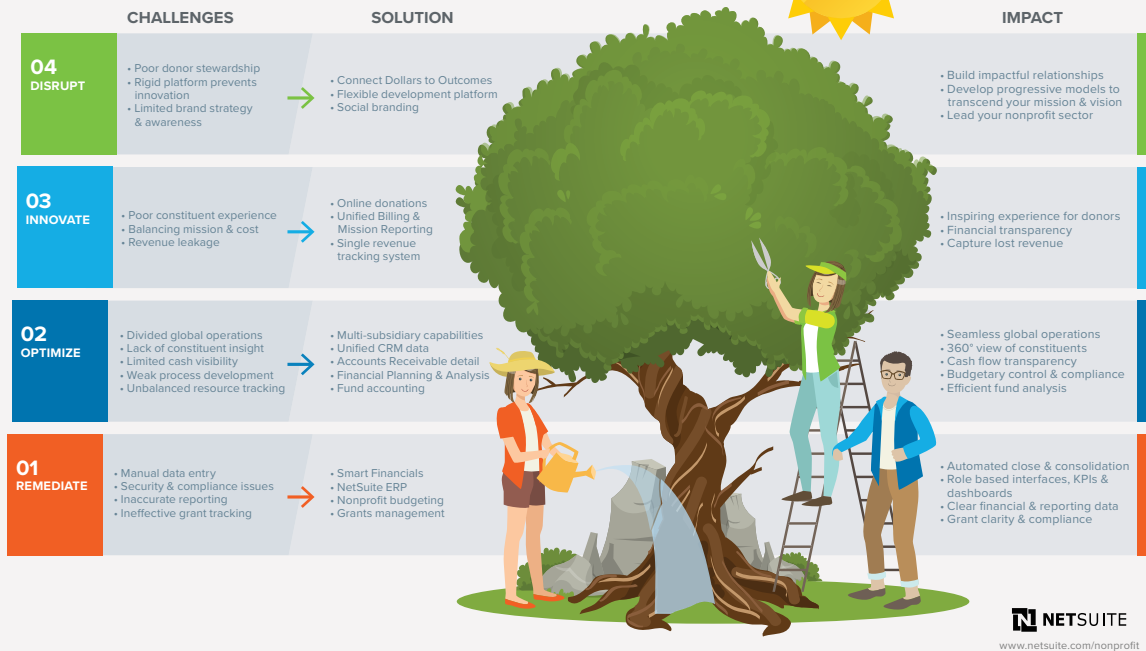 CHALLENGES
SOLUTION
IMPACT
04
DISRUPT
• Poor donor stewardship
• Rigid platform prevents
innovation
• Limited brand strategy
& awareness
• Connect Dollars to Outcomes
• Flexible development platform
• Social branding
• Build impactful relationships
• Develop progressive models to
transcend your mission & vision
• Lead your nonprofit sector
03
INNOVATE
• Poor constituent experience
• Balancing mission & cost
• Revenue leakage
• Online donations
• Unified Billing &
Mission Reporting
• Single revenue
tracking system
• Inspiring experience for donors
• Financial transparency
• Capture lost revenue
02
OPTIMIZE
• Divided global operations
• Lack of constituent insight
• Limited cash visibility
• Weak process development
• Unbalanced resource tracking
• Multi-subsidiary capabilities
• Unified CRM data
• Accounts Receivable detail
• Financial Planning & Analysis
• Fund accounting
• Seamless global operations
• 360° view of constituents
• Cash flow transparency
• Budgetary control & compliance
• Efficient fund analysis
01
REMEDIATE
• Manual data entry
• Security & compliance issues
• Inaccurate reporting
• Ineffective grant tracking
• Smart Financials
• NetSuite ERP
• Nonprofit budgeting
• Grants management
• Automated close & consolidation
• Role based interfaces, KPIs &
dashboards
• Clear financial & reporting data
• Grant clarity & compliance
N NETSUITE
www.netsuite.com/nonprofit